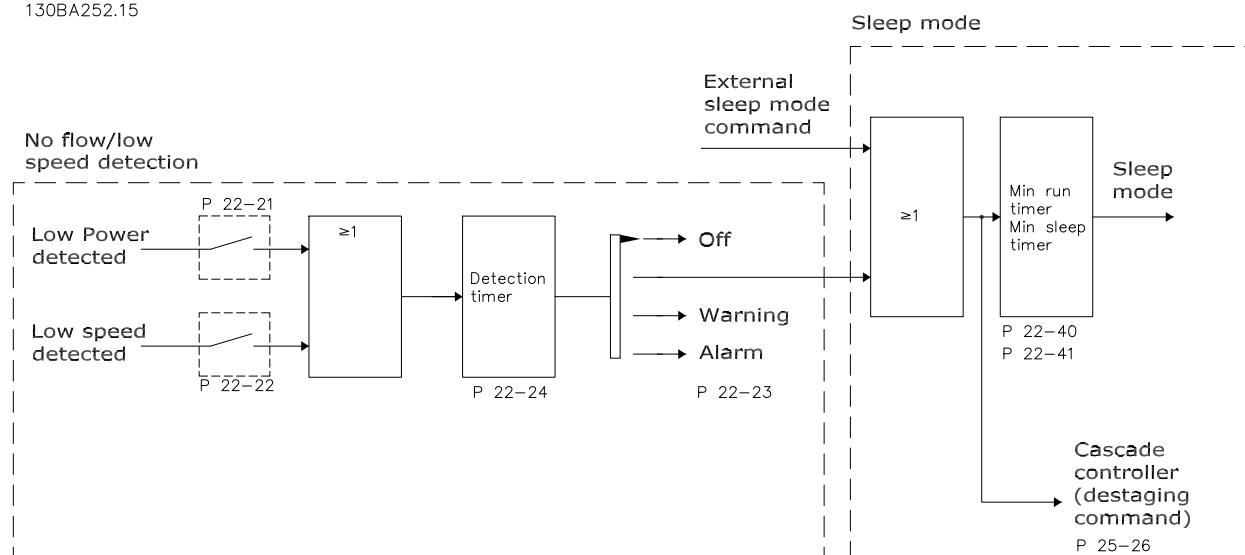 130BA252.15
Sleep mode
External
sleep mode
command
No flow/low
speed detection
P 22-21
Low Power
detected
≥1
Detection
timer
Off
Warning
Alarm
Low speed
detected
P 22-22
P 22-24
P 22-23
≥1
Min run
timer
Min sleep
timer
Sleep
mode
P 22-40
P 22-41
Cascade
controller
(destaging
command)
P 25-26